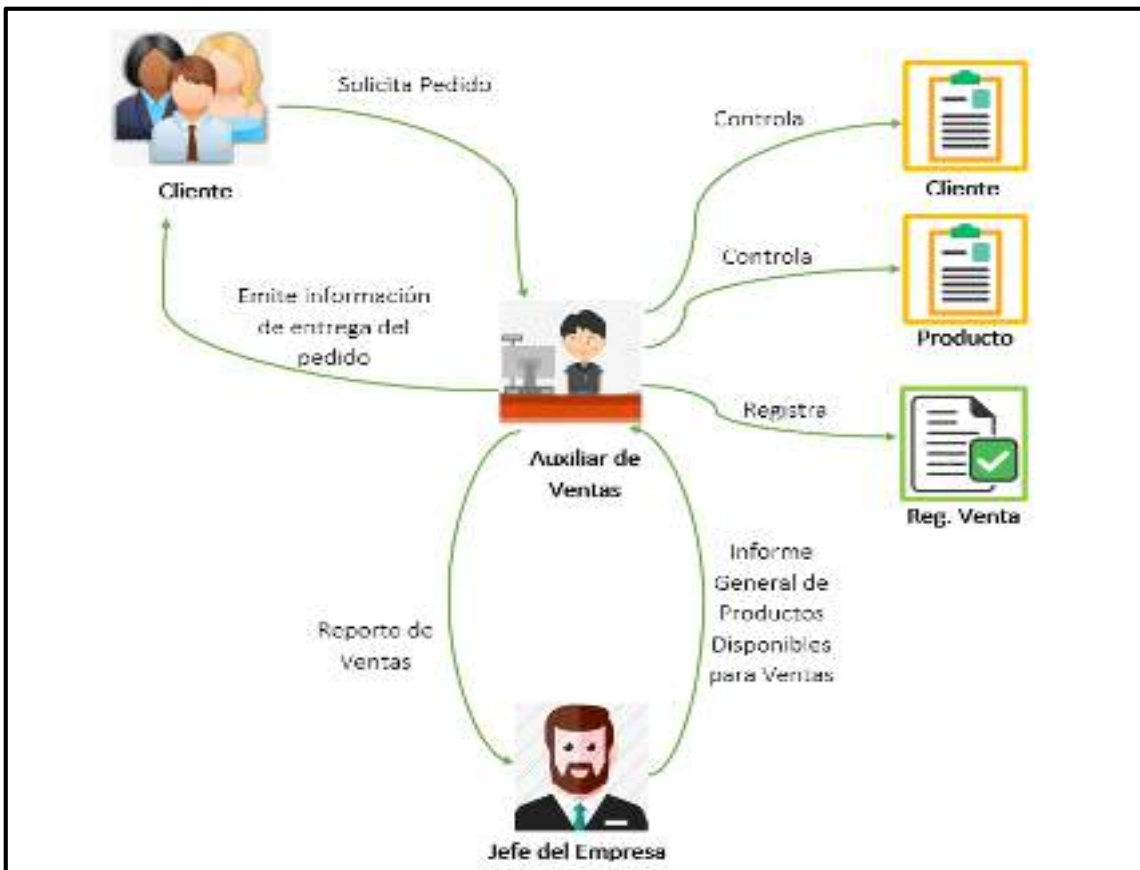 Solicita Pedido
Cliente
Emite información
de entrega del
pedido
Controla
Cliente
Controla
Producto
Registra
Reg. Venta
Auxiliar de
Ventas
Reporte de
Ventas
Informe
General de
Productos
Disponibles
para Ventas
Jefe del Empresa